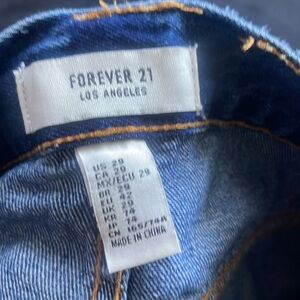 FOREVER 21
LOS ANGELES
US 29
CA 29
MX/ECU 29
BR 29
EU 42
UK 29
KR 74
JP 74
CN 165/74A
MADE IN CHINA